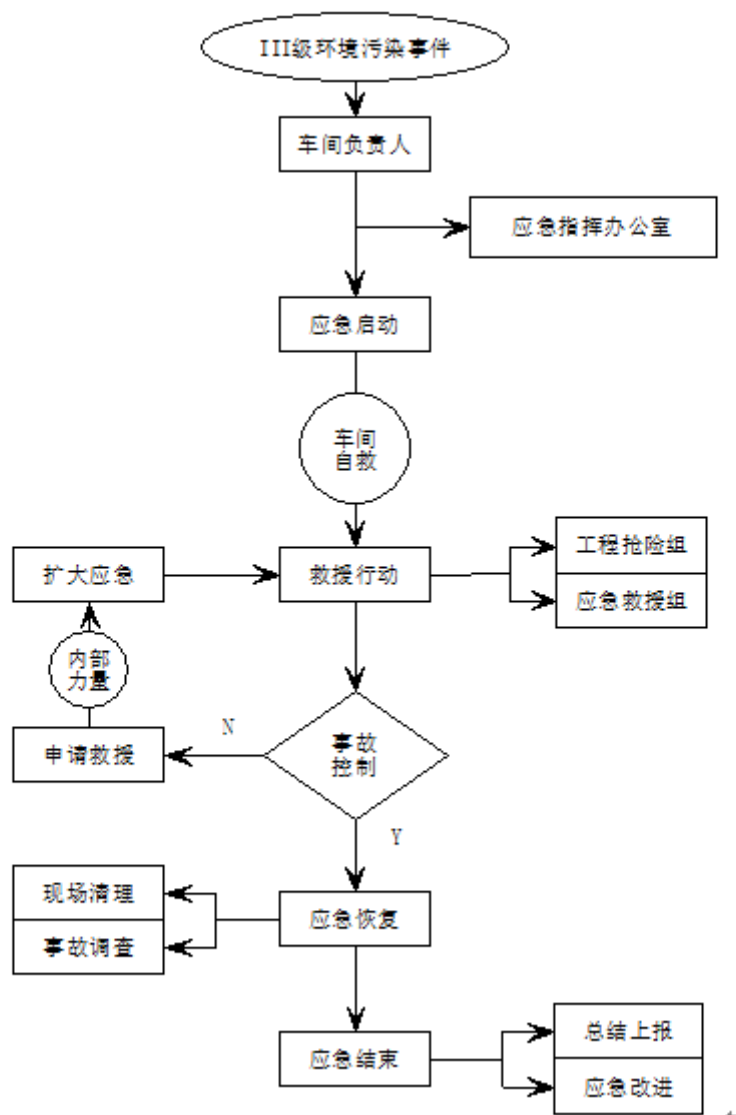 III级环境污染事件
车间负责人
应急指挥办公室
应急启动
车间
自救
扩大应急
救援行动
工程抢险组
应急救援组
内部
力量
申请救援
N
事故
控制
Y
现场清理
事故调查
应急恢复
应急结束
总结上报
应急改进